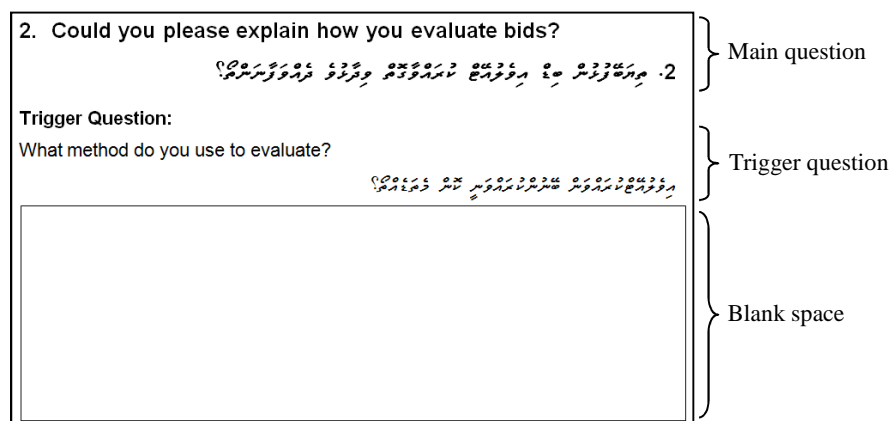 2. Could you please explain how you evaluate bids?
2. ތިޔަބޭފުޅުން ބިޑް އިވެލުއޭޓް ކުރައްވާގޮތް ވިދާޅުވެ ދެއްވަފާނަންތޯ؟
Trigger Question:
What method do you use to evaluate?
އިވެލުއޭޓްކުރައްވަން ބޭނުންކުރައްވަނީ ކޮން މެތަޑެއްތޯ؟
Main question
Trigger question
Blank space